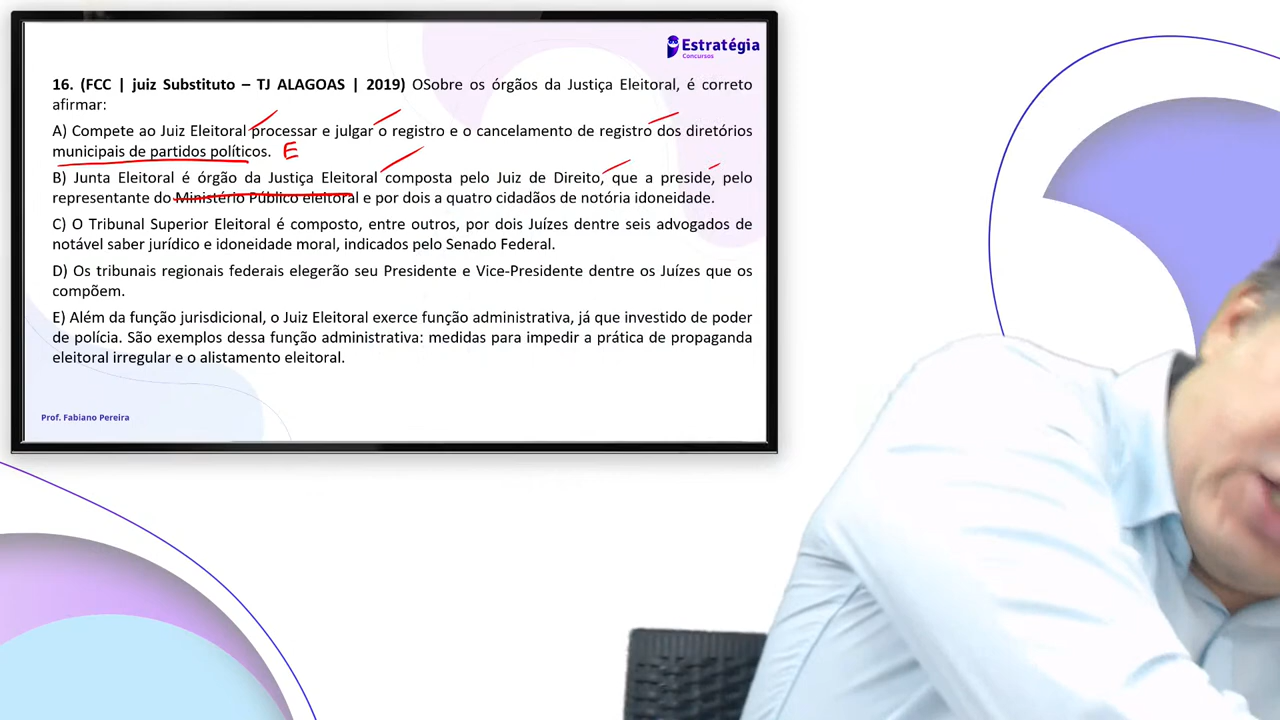 Estratégia
Concursos
16. (FCC | juiz Substituto – TJ ALAGOAS | 2019) OSobre os órgãos da Justiça Eleitoral, é correto
afirmar:
A) Compete ao Juiz Eleitoral processar e julgar o registro e o cancelamento de registro dos diretórios
municipais de partidos políticos. E
B) Junta Eleitoral é órgão da Justiça Eleitoral composta pelo Juiz de Direito, que a preside, pelo
representante do Ministério Público eleitoral e por dois a quatro cidadãos de notória idoneidade.
C) O Tribunal Superior Eleitoral é composto, entre outros, por dois Juízes dentre seis advogados de
notável saber jurídico e idoneidade moral, indicados pelo Senado Federal.
D) Os tribunais regionais federais elegerão seu Presidente e Vice-Presidente dentre os Juízes que os
compõem.
E) Além da função jurisdicional, o Juiz Eleitoral exerce função administrativa, já que investido de poder
de polícia. São exemplos dessa função administrativa: medidas para impedir a prática de propaganda
eleitoral irregular e o alistamento eleitoral.
Prof. Fabiano Pereira